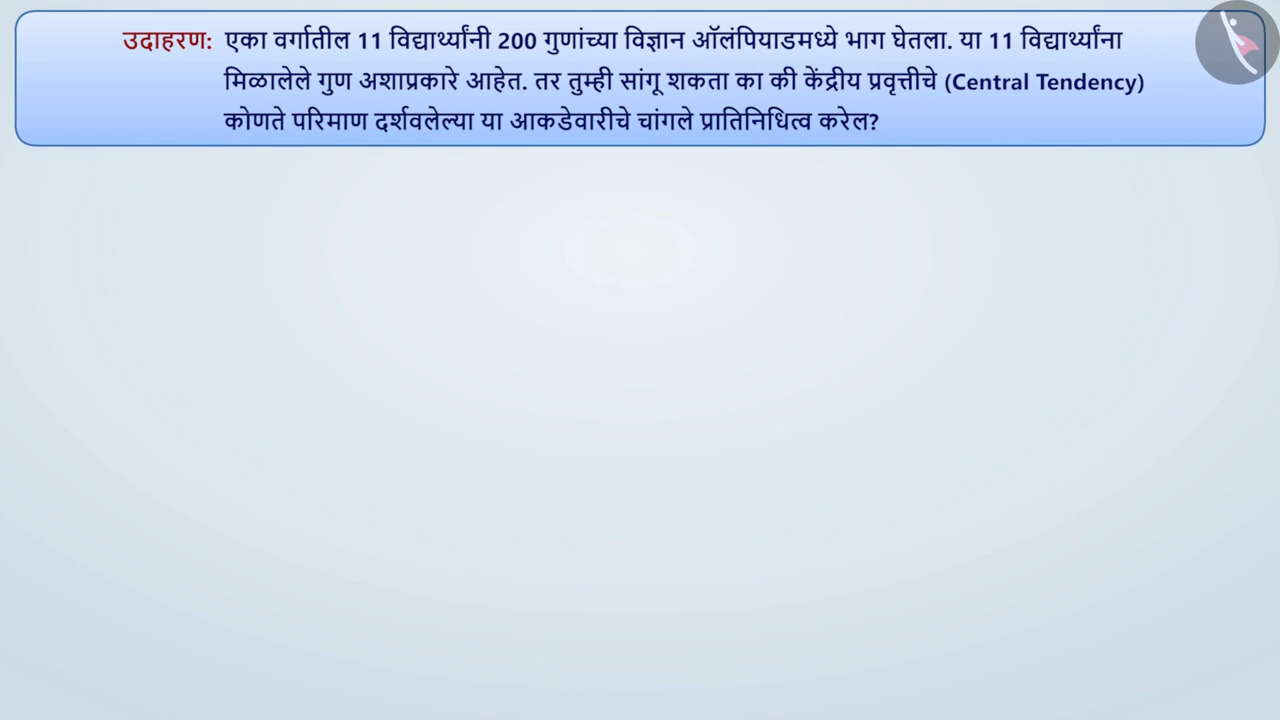 उदाहरण: एका वर्गातील 11 विद्यार्थ्यांनी 200 गुणांच्या विज्ञान ऑलंपियाडमध्ये भाग घेतला. या 11 विद्यार्थ्यांना
मिळालेले गुण अशाप्रकारे आहेत. तर तुम्ही सांगू शकता का की केंद्रीय प्रवृत्तीचे (Central Tendency)
कोणते परिमाण दर्शवलेल्या या आकडेवारीचे चांगले प्रातिनिधित्व करेल?